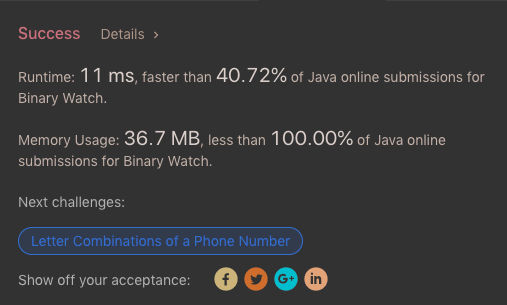 Success Details >
Runtime: 11 ms, faster than 40.72% of Java online submissions for
Binary Watch.
Memory Usage: 36.7 MB, less than 100.00% of Java online
submissions for Binary Watch.
Next challenges:
Letter Combinations of a Phone Number
Show off your acceptance: f G+ in